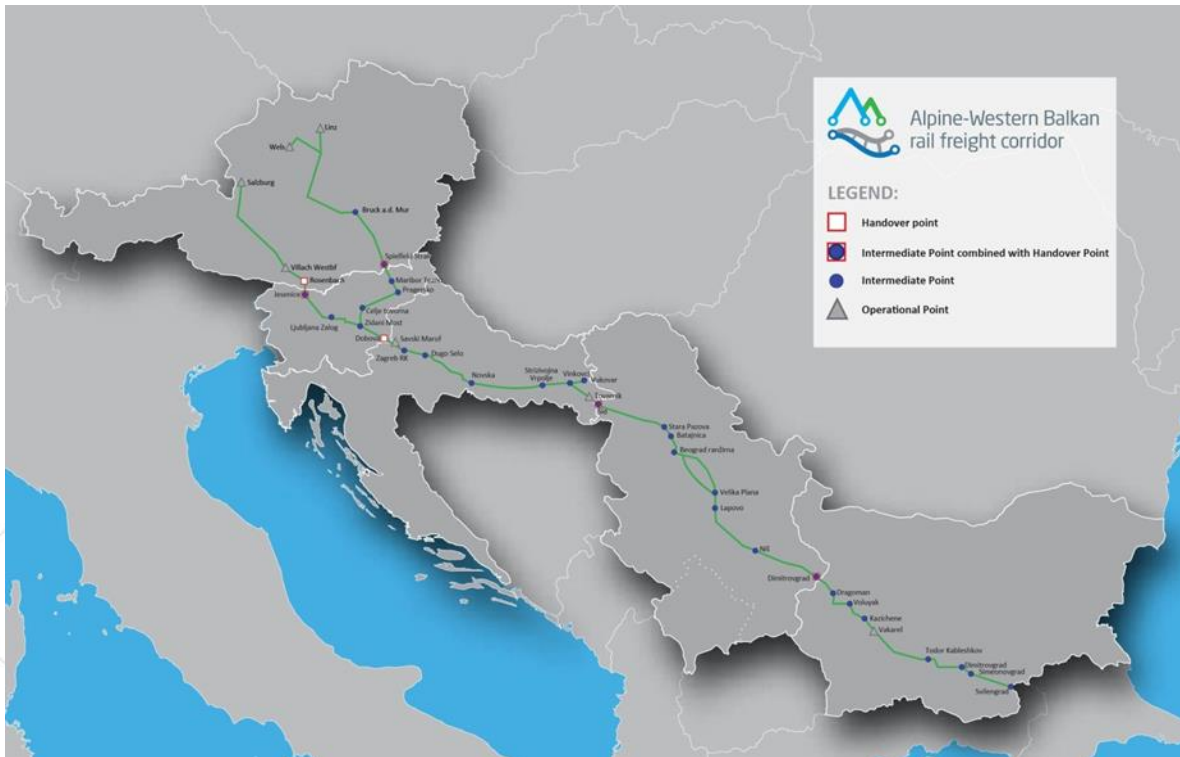 Alpine-Western Balkan
rail freight corridor
LEGEND:
Handover point
Intermediate Point combined with Handover Point
Intermediate Point
Operational Point
Linz
Wels
Salzburg
Bruck a.d. Mur
Spielfeld Straß
Villach Westbf
Rosenbach
Jesenice
Maribor Tezno
Pragersko
Celje tovorna
Ljubljana Zalog
Zidani Most
Dobova
Savski Marof
Zagreb RK
Dugo Selo
Novska
Strizivojna
Vrpolje
Vinkovci
Vukovar
Tovarnik
Šid
Stara Pazova
Batajnica
Beograd ranžirna
Velika Plana
Lapovo
Niš
Dimitrovgrad
Dragoman
Voluyak
Kazichene
Vakarel
Todor Kableshkov
Dimitrovgrad
Simeonovgrad
Svilengrad